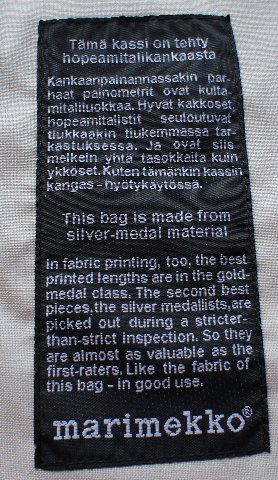 Tämä kassi on tehty
hopeamitalikankaasta
Kankaanpainannassakin par-
haat painometrit ovat kulta-
mitaliluokkaa. Hyvät kakkoset,
hopeamitalistit seuloutuvat
tiukkaakin tiukemmassa tar-
kastuksessa. Ja ovat siis
melkein yhtä tasokkaita kuin
ykköset. Kuten tämänkin kassin
kangas - hyötykäytössä.
This bag is made from
silver-medal material
In fabric printing, too, the best
printed lengths are in the gold-
medal class. The second best
pieces, the silver medallists, are
picked out during a stricter-
than-strict inspection. So they
are almost as valuable as the
first-raters. Like the fabric of
this bag - in good use.
marimekko®